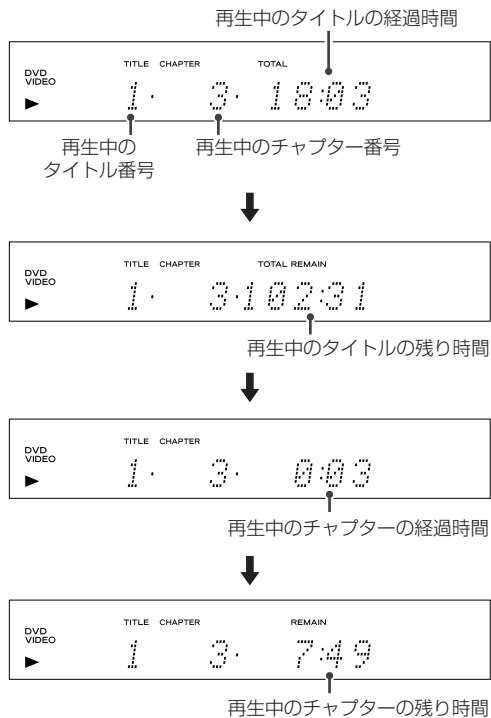 再生中のタイトルの経過時間
TITLE CHAPTER TOTAL
DVD
VIDEO
1· 3· 18:03
再生中の
タイトル番号
再生中のチャプター番号
TITLE CHAPTER TOTAL REMAIN
DVD
VIDEO
1· 3·102:31
再生中のタイトルの残り時間
TITLE CHAPTER
DVD
VIDEO
1· 3· 0:03
再生中のチャプターの経過時間
TITLE CHAPTER REMAIN
DVD
VIDEO
1 3· 7:49
再生中のチャプターの残り時間